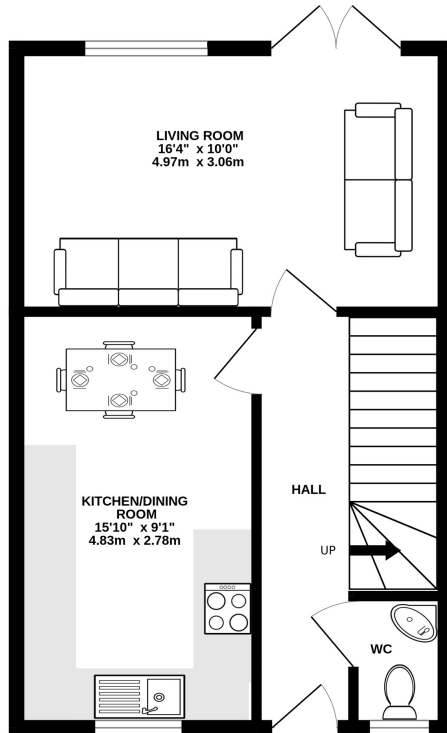 LIVING ROOM
16'4" x 10'0"
4.97m x 3.06m
KITCHEN/DINING
ROOM
15'10" x 9'1"
4.83m x 2.78m
HALL
UP
WC